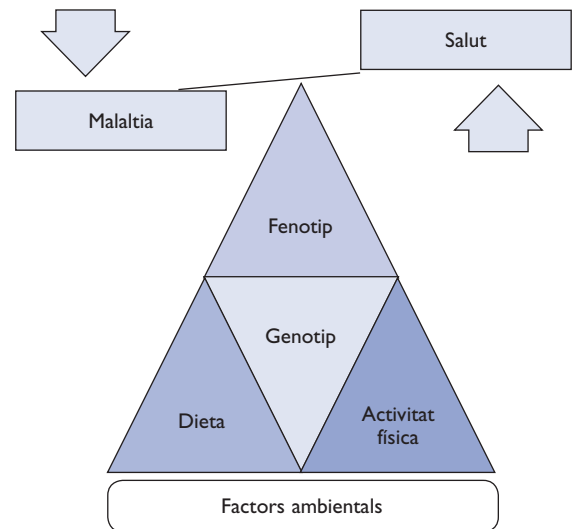 Salut
Malaltia
Fenotip
Genotip
Dieta
Activitat
física
Factors ambientals